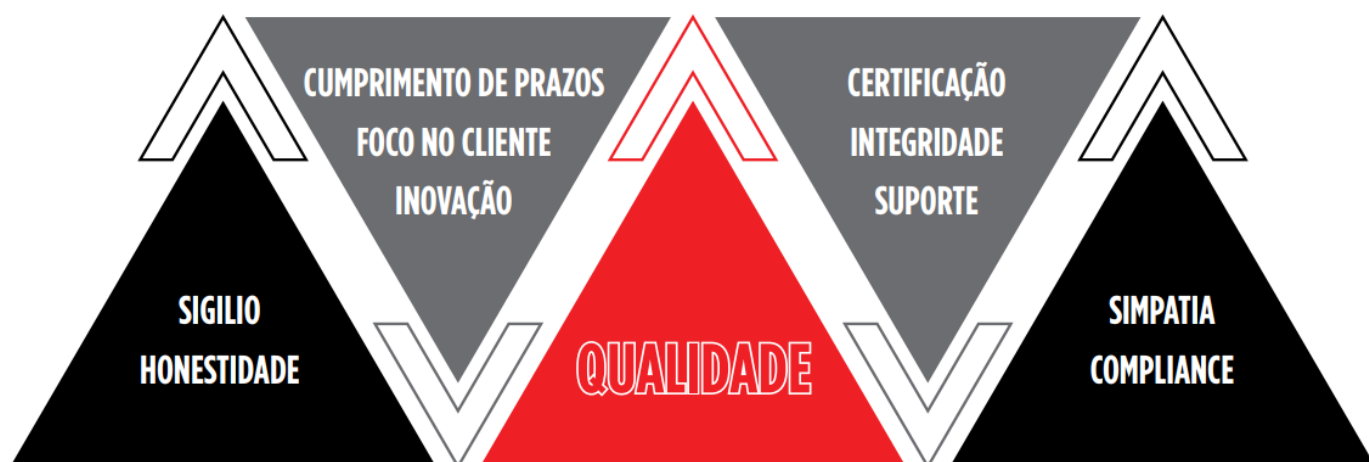 SIGILIO
HONESTIDADE
CUMPRIMENTO DE PRAZOS
FOCO NO CLIENTE
INOVAÇÃO
QUALIDADE
CERTIFICAÇÃO
INTEGRIDADE
SUPORTE
SIMPATIA
COMPLIANCE